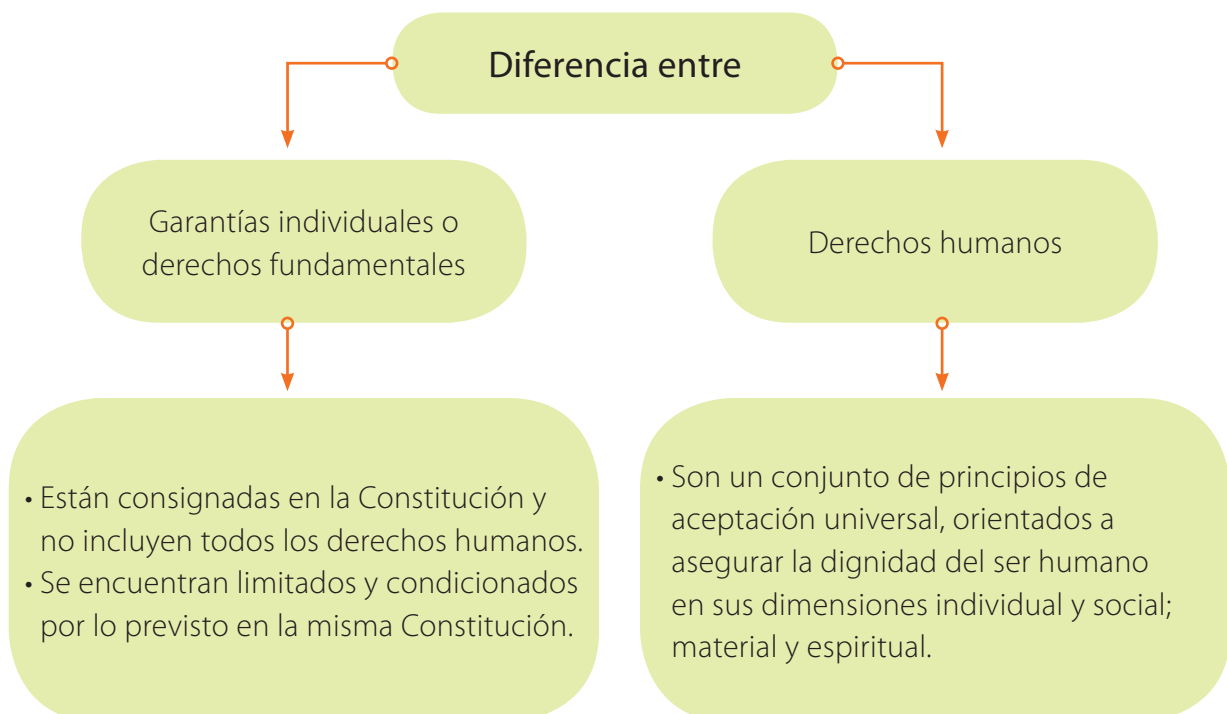 Diferencia entre
Garantías individuales o
derechos fundamentales
Derechos humanos
• Están consignadas en la Constitución y
no incluyen todos los derechos humanos.
• Se encuentran limitados y condicionados
por lo previsto en la misma Constitución.
• Son un conjunto de principios de
aceptación universal, orientados a
asegurar la dignidad del ser humano
en sus dimensiones individual y social;
material y espiritual.